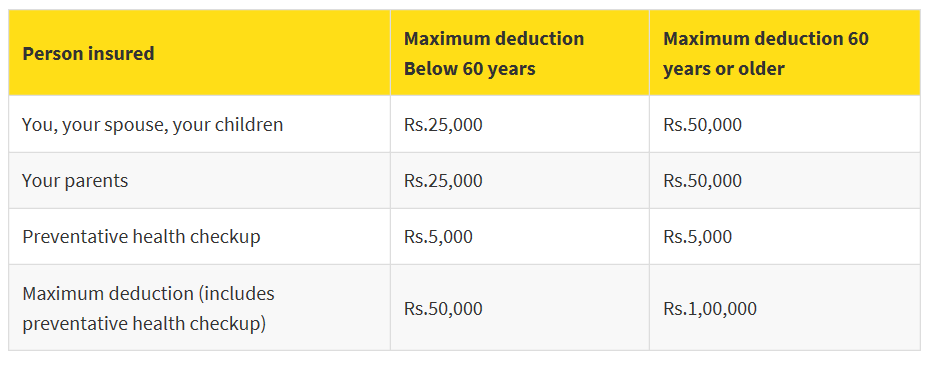 Person insured
Maximum deduction
Below 60 years
Maximum deduction 60
years or older
You, your spouse, your children
Rs.25,000
Rs.50,000
Your parents
Rs.25,000
Rs.50,000
Preventative health checkup
Rs.5,000
Rs.5,000
Maximum deduction (includes
preventative health checkup)
Rs.50,000
Rs.1,00,000